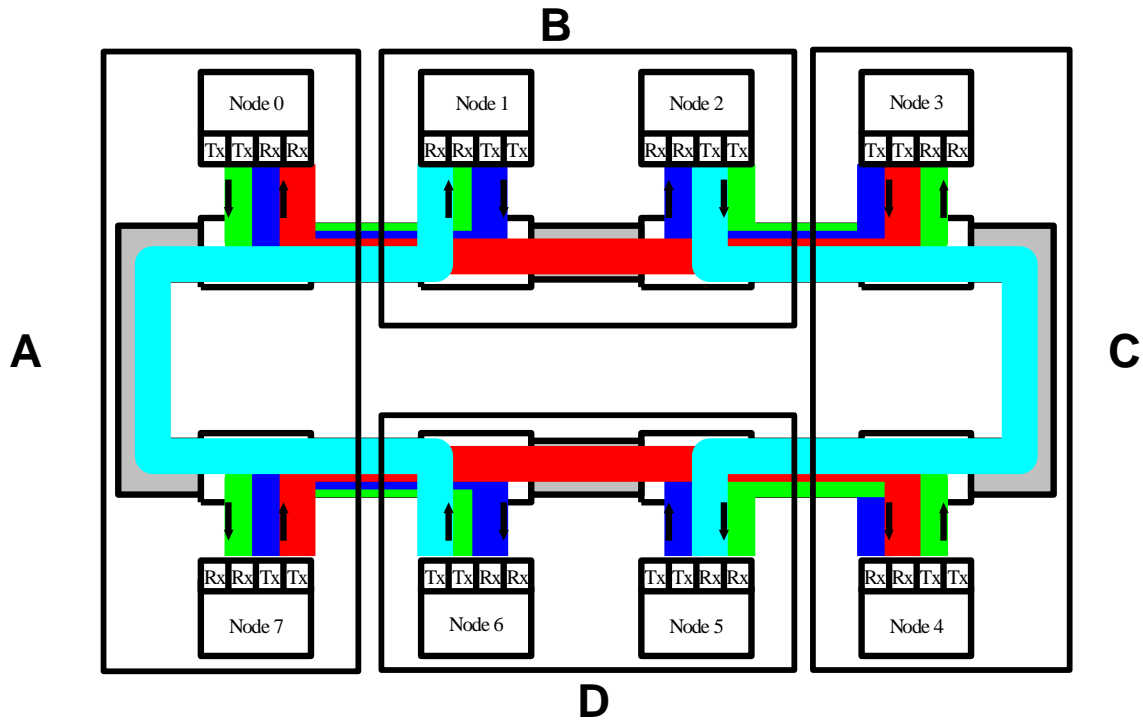 B
Node 0
Node 1
Node 2
Node 3
Tx Tx Rx Rx
Rx Rx Tx Tx
Rx Rx Tx Tx
Tx Tx Rx Rx
A
C
Rx Rx Tx Tx
Tx Tx Rx Rx
Tx Tx Rx Rx
Rx Rx Tx Tx
Node 7
Node 6
Node 5
Node 4
D